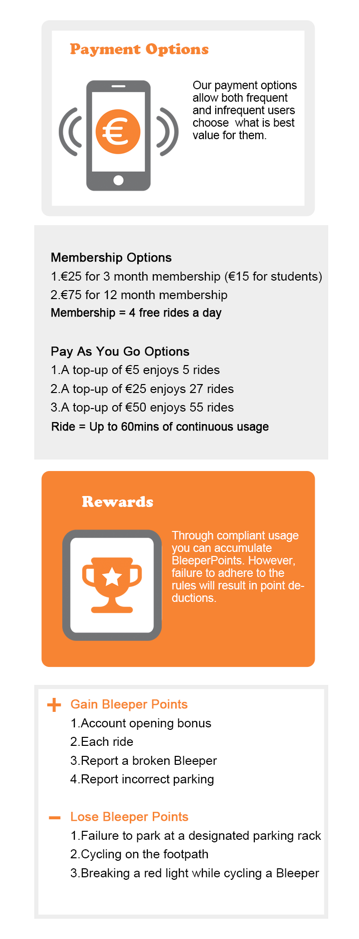 Payment Options
€
Our payment options
allow both frequent
and infrequent users
choose what is best
value for them.
Membership Options
1.€25 for 3 month membership (€15 for students)
2.€75 for 12 month membership
Membership = 4 free rides a day
Pay As You Go Options
1.A top-up of €5 enjoys 5 rides
2.A top-up of €25 enjoys 27 rides
3.A top-up of €50 enjoys 55 rides
Ride = Up to 60mins of continuous usage
Rewards
Through compliant usage
you can accumulate
BleeperPoints. However,
failure to adhere to the
rules will result in point de-
ductions.
+ Gain Bleeper Points
1.Account opening bonus
2.Each ride
3.Report a broken Bleeper
4.Report incorrect parking
– Lose Bleeper Points
1.Failure to park at a designated parking rack
2.Cycling on the footpath
3.Breaking a red light while cycling a Bleeper